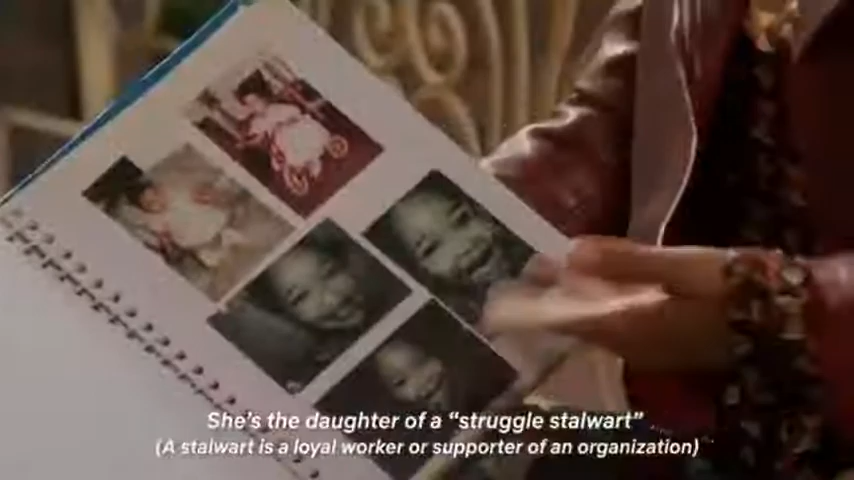 She's the daughter of a “struggle stalwart”
(A stalwart is a loyal worker or supporter of an organization)